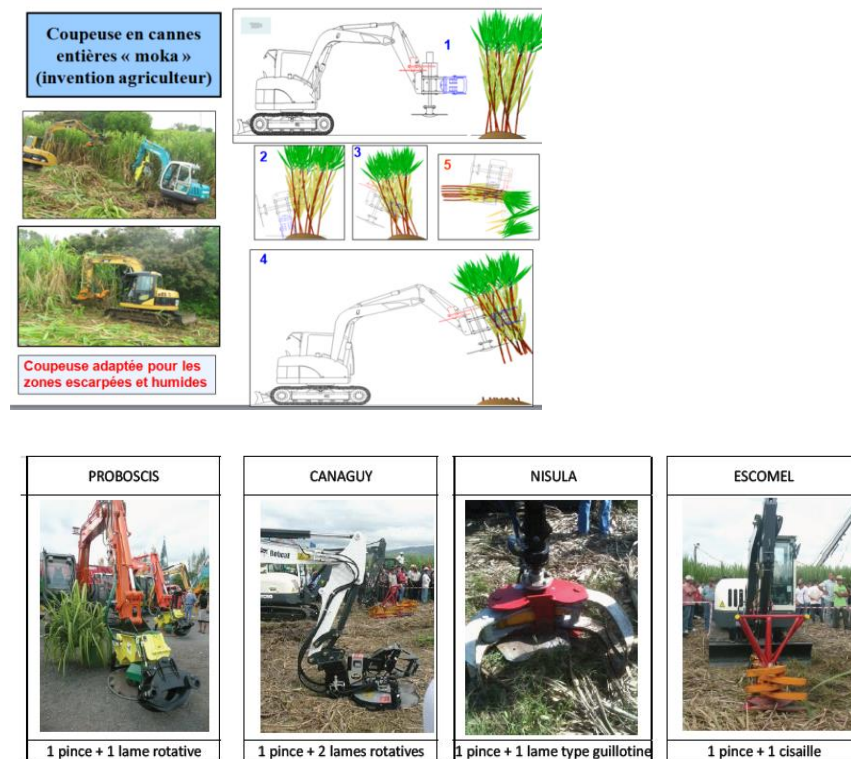 Coupeuse en cannes
entières « moka »
(invention agriculteur)
1
2
3
5
4
Coupeuse adaptée pour les
zones escarpées et humides
PROBOSCIS
CANAGUY
NISULA
ESCOMEL
Bobcat
1 pince + 1 lame rotative
1 pince + 2 lames rotatives
1 pince + 1 lame type guillotine
1 pince + 1 cisaille